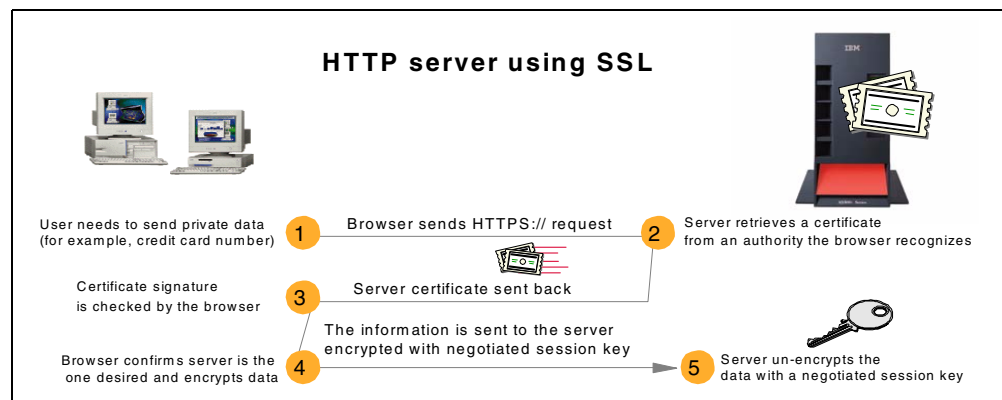 HTTP server using SSL
IBM
User needs to send private data
(for example, credit card number)
1
Browser sends HTTPS:// request
2
Server retrieves a certificate
from an authority the browser recognizes
Certificate signature
is checked by the browser
3
Server certificate sent back
The information is sent to the server
encrypted with negotiated session key
Browser confirms server is the
one desired and encrypts data
4
5
Server un-encrypts the
data with a negotiated session key